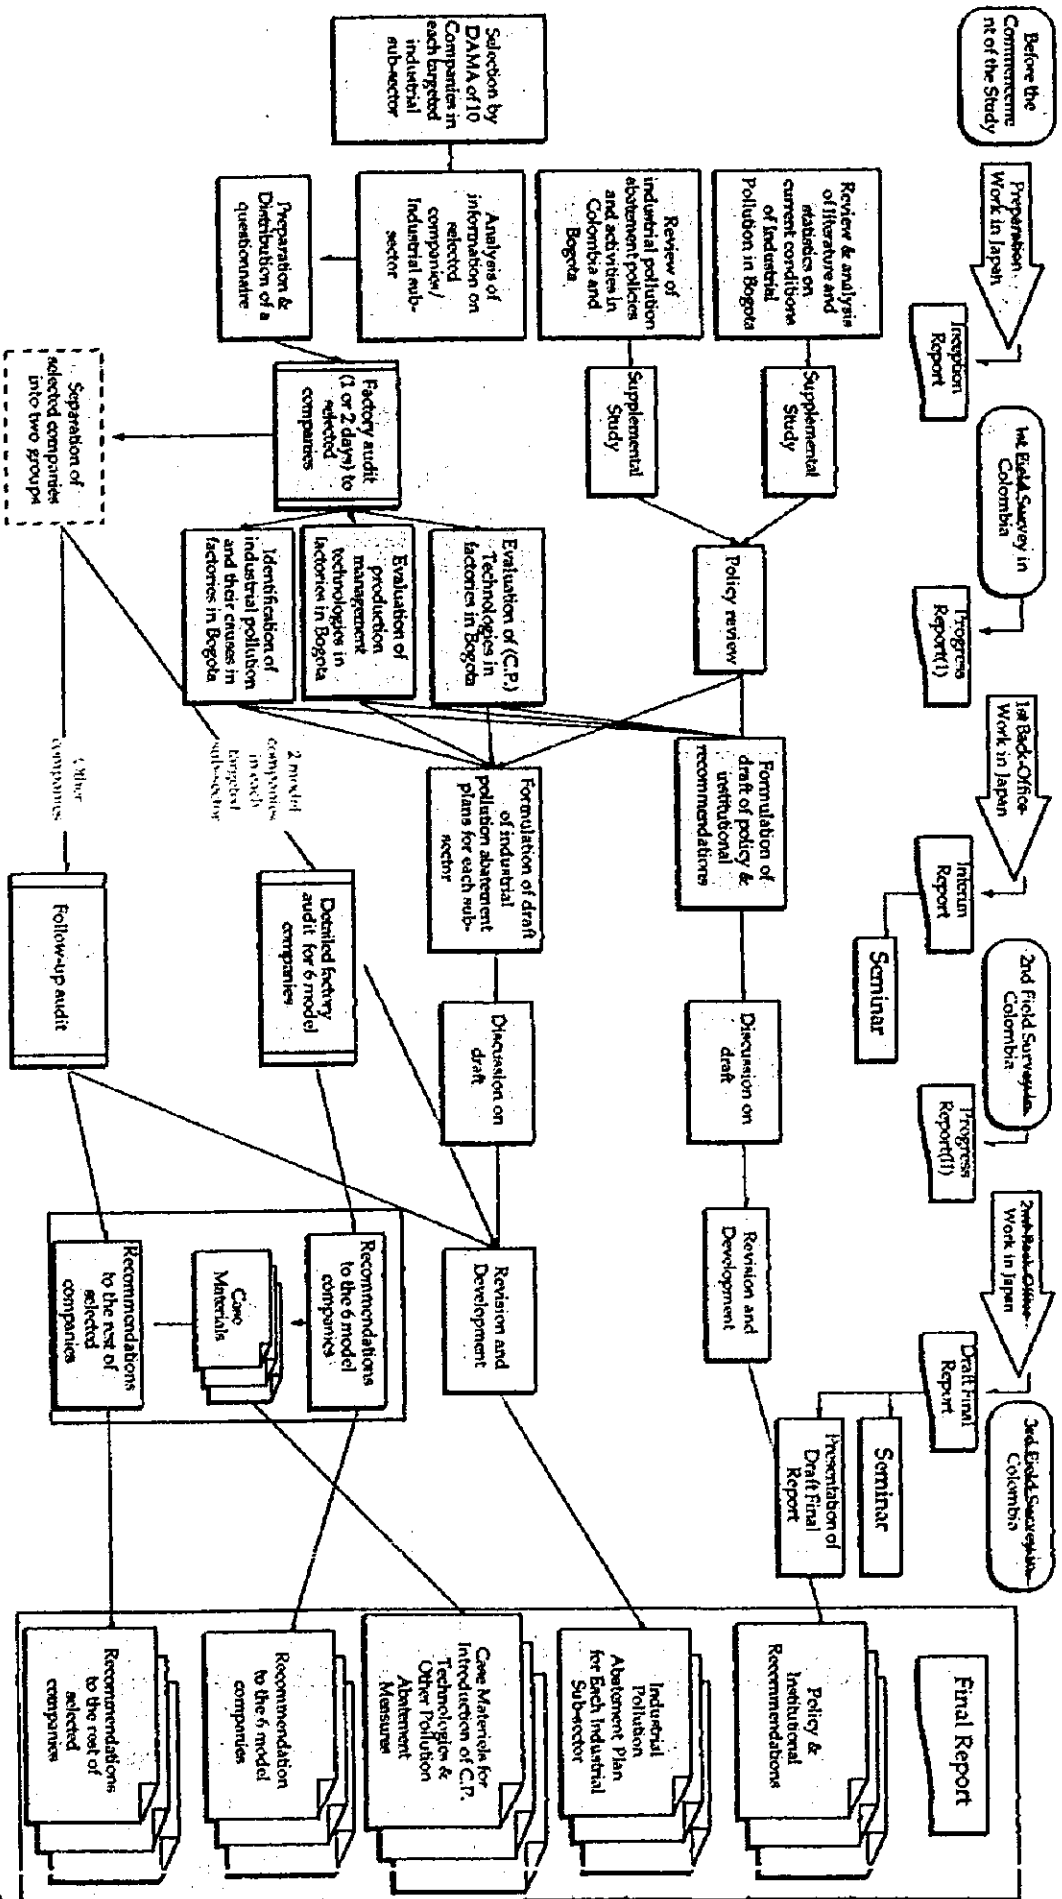 Before the
Commenceme
nt of the Study
Preparation
Work in Japan
Inception
Report
1st Field Survey in
Colombia
Progress
Report(1)
1st Back-Office
Work in Japan
Interim
Report
Seminar
2nd Field Survey in
Colombia
Progress
Report(II)
2nd Back-Office
Work in Japan
Draft Final
Report
3rd Field Survey in
Colombia
Seminar
Presentation of
Draft Final
Report
Final Report
Review & analysis
of literature and
statistics on
current conditions
of Industrial
Pollution in Bogota
Supplemental
Study
Review of
industrial pollution
abatement policies
and activities in
Colombia and
Bogota
Supplemental
Study
Policy review
Formulation of
draft of policy &
institutional
recommendations
Discussion on
draft
Revision and
Development
Policy &
Institutional
Recommendations
Selection by
DAMA of 10
Companies in
each targeted
industrial
sub-sector
Analysis of
information on
selected
companies/
Industrial sub-
sector
Preparation &
Distribution of a
questionnaire
Factory audit
(1 or 2 days) to
selected
companies
Evaluation of (C.P.)
Technologies in
factories in Bogota
Evaluation of
production
management
technologies in
factories in Bogota
Identification of
industrial pollution
and their causes in
factories in Bogota
Formulation of draft
of industrial
pollution abatement
plans for each sub-
sector
Discussion on
draft
Revision and
Development
Industrial
Pollution
Abatement Plan
for Each Industrial
Sub-sector
Separation of
selected companies
into two groups
2 model
companies
in each
targeted
sub-sector
Detailed factory
audit for 6 model
companies
Recommendations
to the 6 model
companies
Case
Materials
Case Materiels for
Introduction of C.P.
Technologies &
Other Pollution
Abatement
Measures
Recommendation
to the 6 model
companies
Other
companies
Follow-up audit
Recommendations
to the rest of
selected
companies
Recommendations
to the rest of
selected
companies